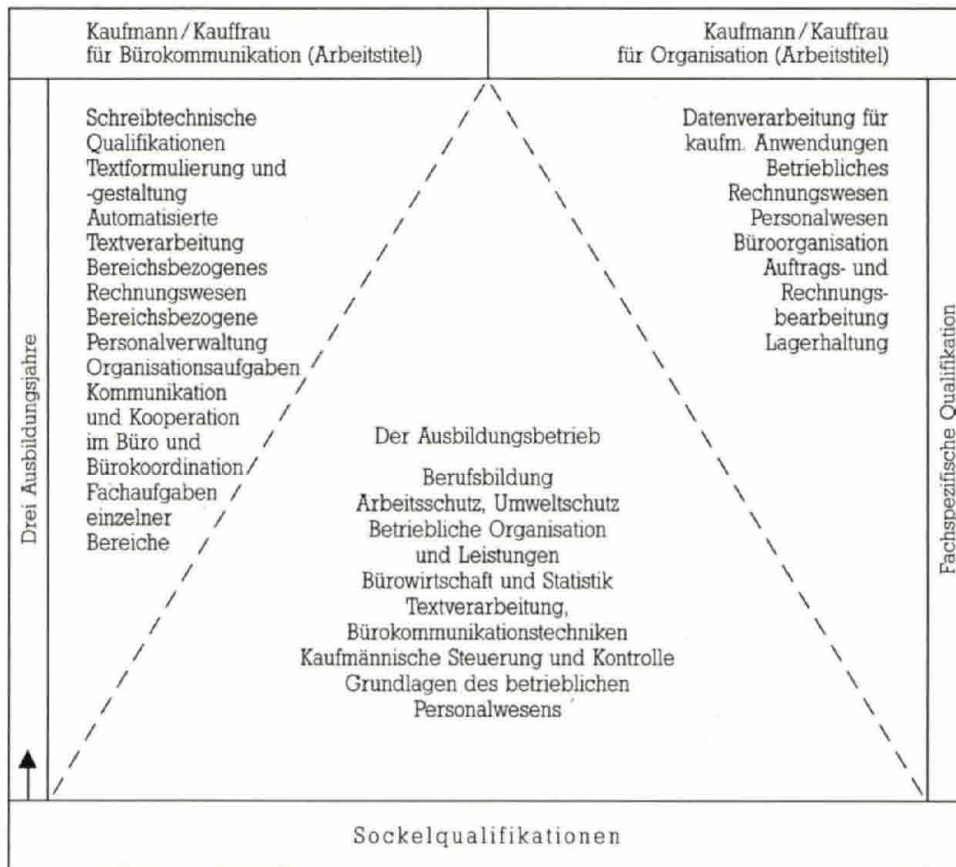 Kaufmann/Kauffrau
für Bürokommunikation (Arbeitstitel)
Kaufmann/Kauffrau
für Organisation (Arbeitstitel)
Drei Ausbildungsjahre
Schreibtechnische
Qualifikationen
Textformulierung und
-gestaltung
Automatisierte
Textverarbeitung
Bereichsbezogenes
Rechnungswesen
Bereichsbezogene
Personalverwaltung
Organisationsaufgaben
Kommunikation
und Kooperation
im Büro und
Bürokoordination
Fachaufgaben
einzelner
Bereiche
Der Ausbildungsbetrieb
Berufsbildung
Arbeitsschutz, Umweltschutz
Betriebliche Organisation
und Leistungen
Bürowirtschaft und Statistik
Textverarbeitung,
Bürokommunikationstechniken
Kaufmännische Steuerung und Kontrolle
Grundlagen des betrieblichen
Personalwesens
Datenverarbeitung für
kaufm. Anwendungen
Betriebliches
Rechnungswesen
Personalwesen
Büroorganisation
Auftrags- und
Rechnungs-
bearbeitung
Lagerhaltung
Fachspezifische Qualifikation
Sockelqualifikationen